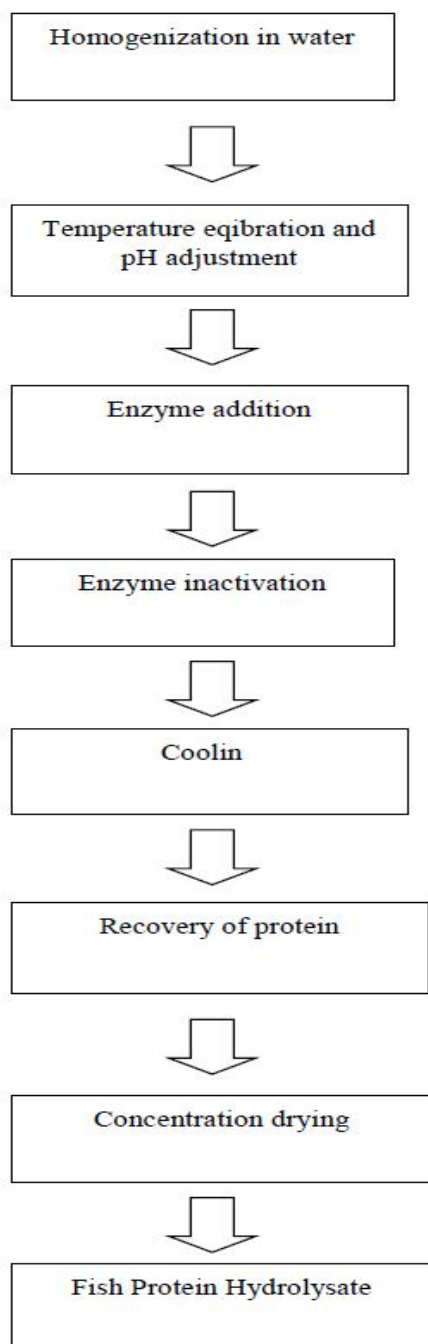 Homogenization in water
Temperature eqibration and
pH adjustment
Enzyme addition
Enzyme inactivation
Coolin
Recovery of protein
Concentration drying
Fish Protein Hydrolysate